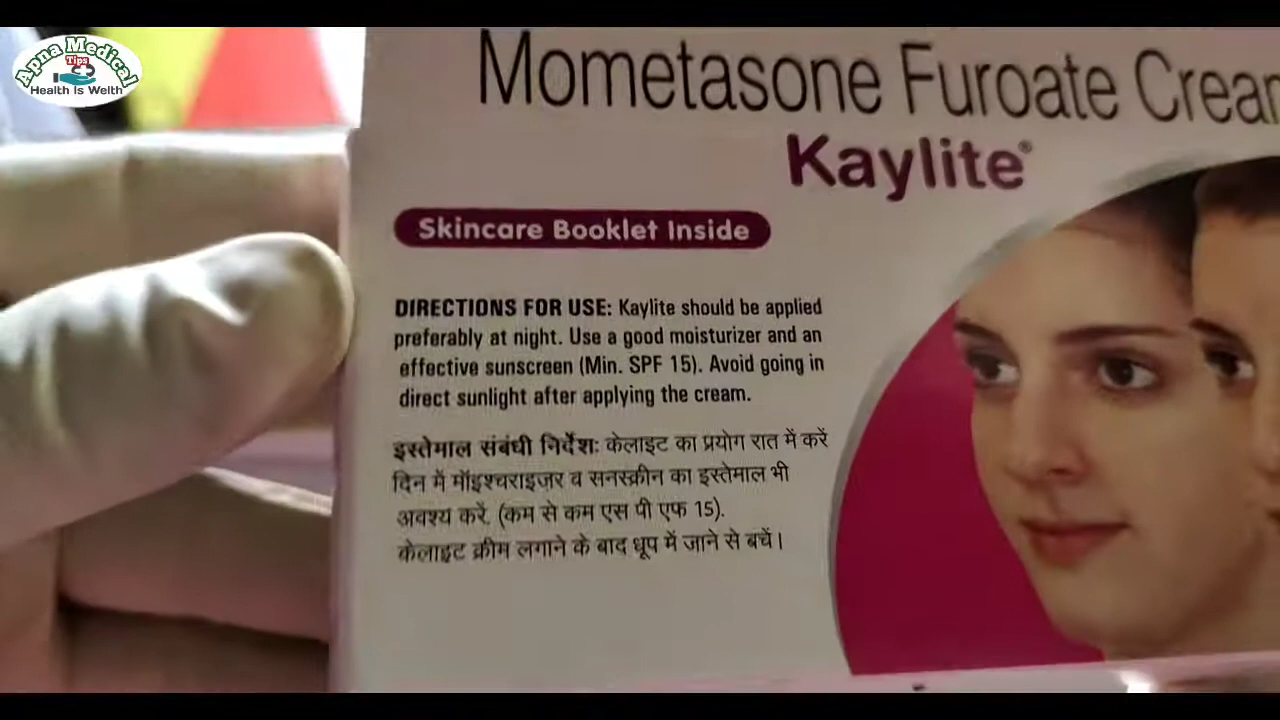 Apna Medical
Tips
Health Is Welth
Mometasone Furoate
Kaylite®
Skincare Booklet Inside
DIRECTIONS FOR USE: Kaylite should be applied
preferably at night. Use a good moisturizer and an
effective sunscreen (Min. SPF 15). Avoid going in
direct sunlight after applying the cream.
इस्तेमाल संबंधी निर्देश: केलाइट का प्रयोग रात में करें
दिन में मॉइश्चराइज़र व सनस्क्रीन का इस्तेमाल भी
अवश्य करें. (कम से कम एस पी एफ 15).
केलाइट क्रीम लगाने के बाद धूप में जाने से बचें।